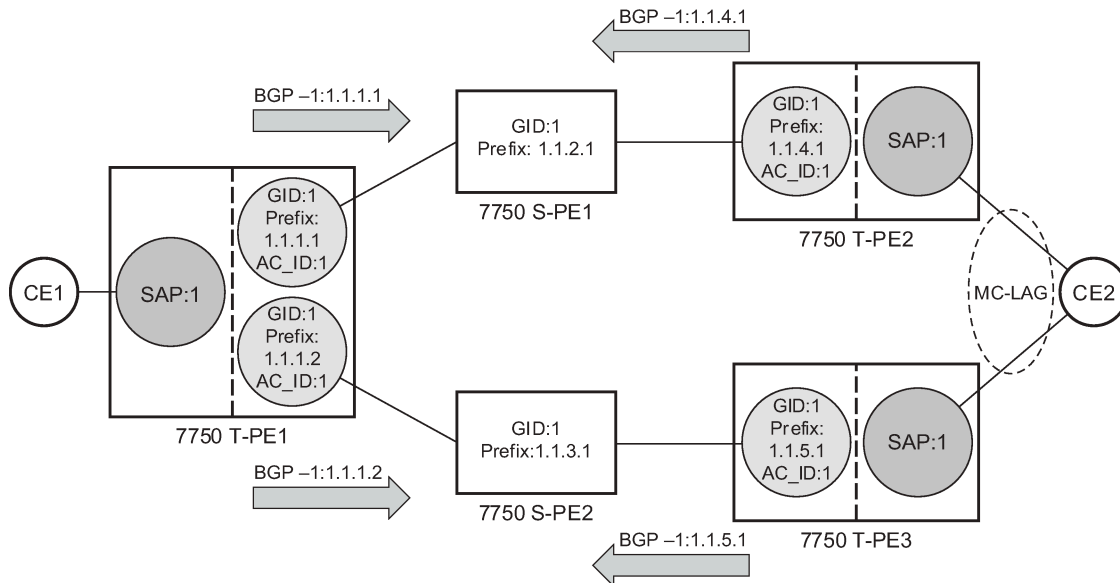 BGP –1:1.1.4.1
BGP –1:1.1.1.1
GID:1
Prefix: 1.1.2.1
7750 S-PE1
GID:1
Prefix:
1.1.4.1
AC_ID:1
SAP:1
7750 T-PE2
CE1
SAP:1
GID:1
Prefix:
1.1.1.1
AC_ID:1
GID:1
Prefix:
1.1.1.2
AC_ID:1
7750 T-PE1
MC-LAG
CE2
BGP –1:1.1.1.2
GID:1
Prefix:1.1.3.1
7750 S-PE2
GID:1
Prefix:
1.1.5.1
AC_ID:1
SAP:1
7750 T-PE3
BGP –1:1.1.5.1